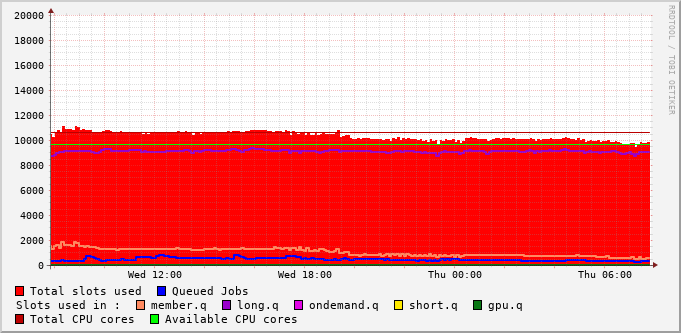 RRDTOOL / TOBI OETIKER
20000
18000
16000
14000
12000
10000
8000
6000
4000
2000
0
Wed 12:00 Wed 18:00 Thu 00:00 Thu 06:00
Total slots used Queued Jobs
Slots used in : member.q long.q ondemand.q short.q gpu.q
Total CPU cores Available CPU cores